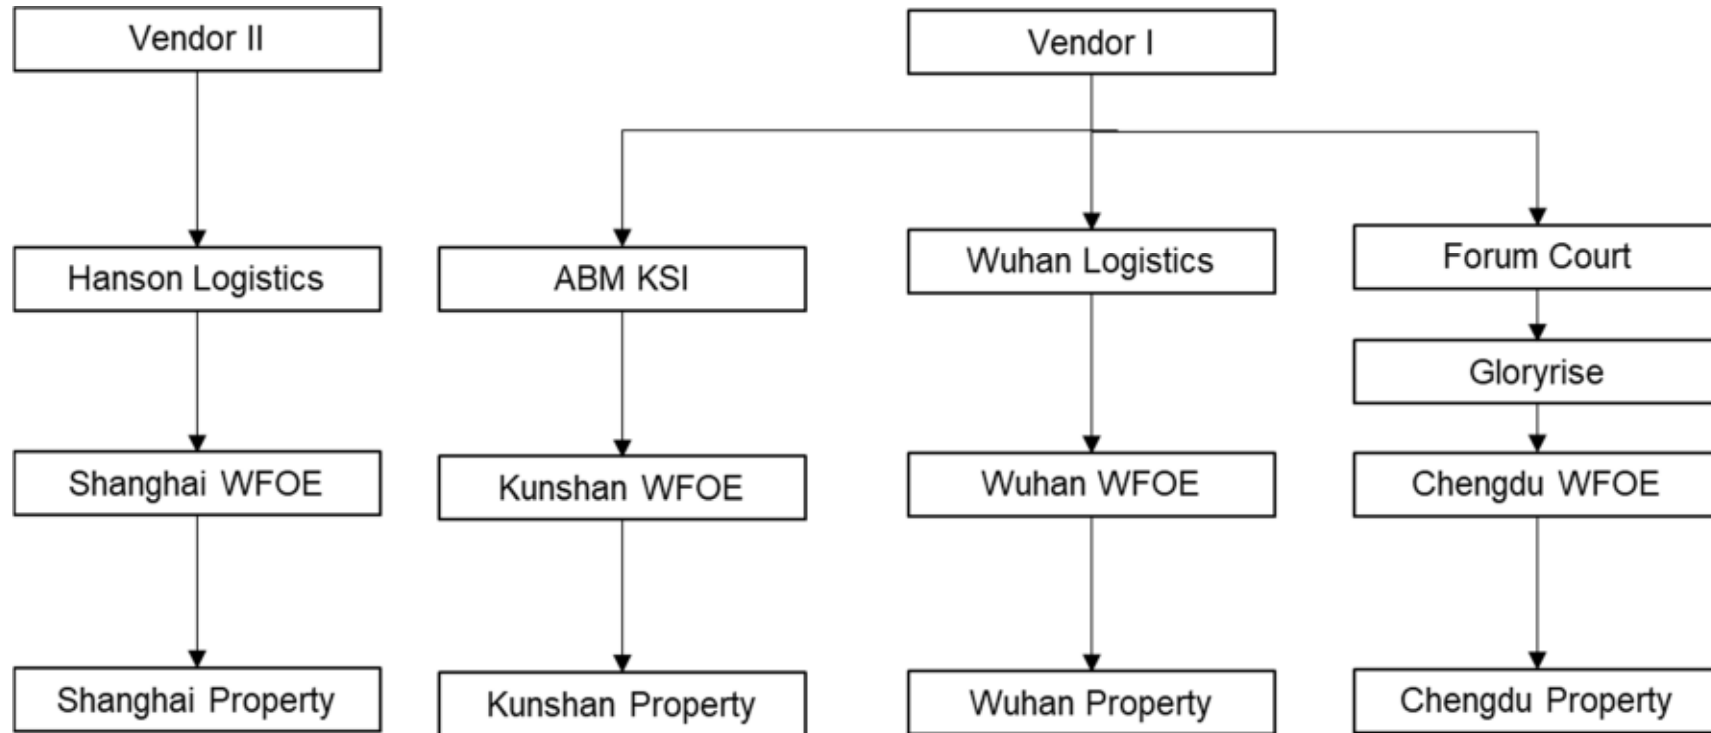 Vendor II
Vendor I
Hanson Logistics
ABM KSI
Wuhan Logistics
Forum Court
Gloryrise
Shanghai WFOE
Kunshan WFOE
Wuhan WFOE
Chengdu WFOE
Shanghai Property
Kunshan Property
Wuhan Property
Chengdu Property